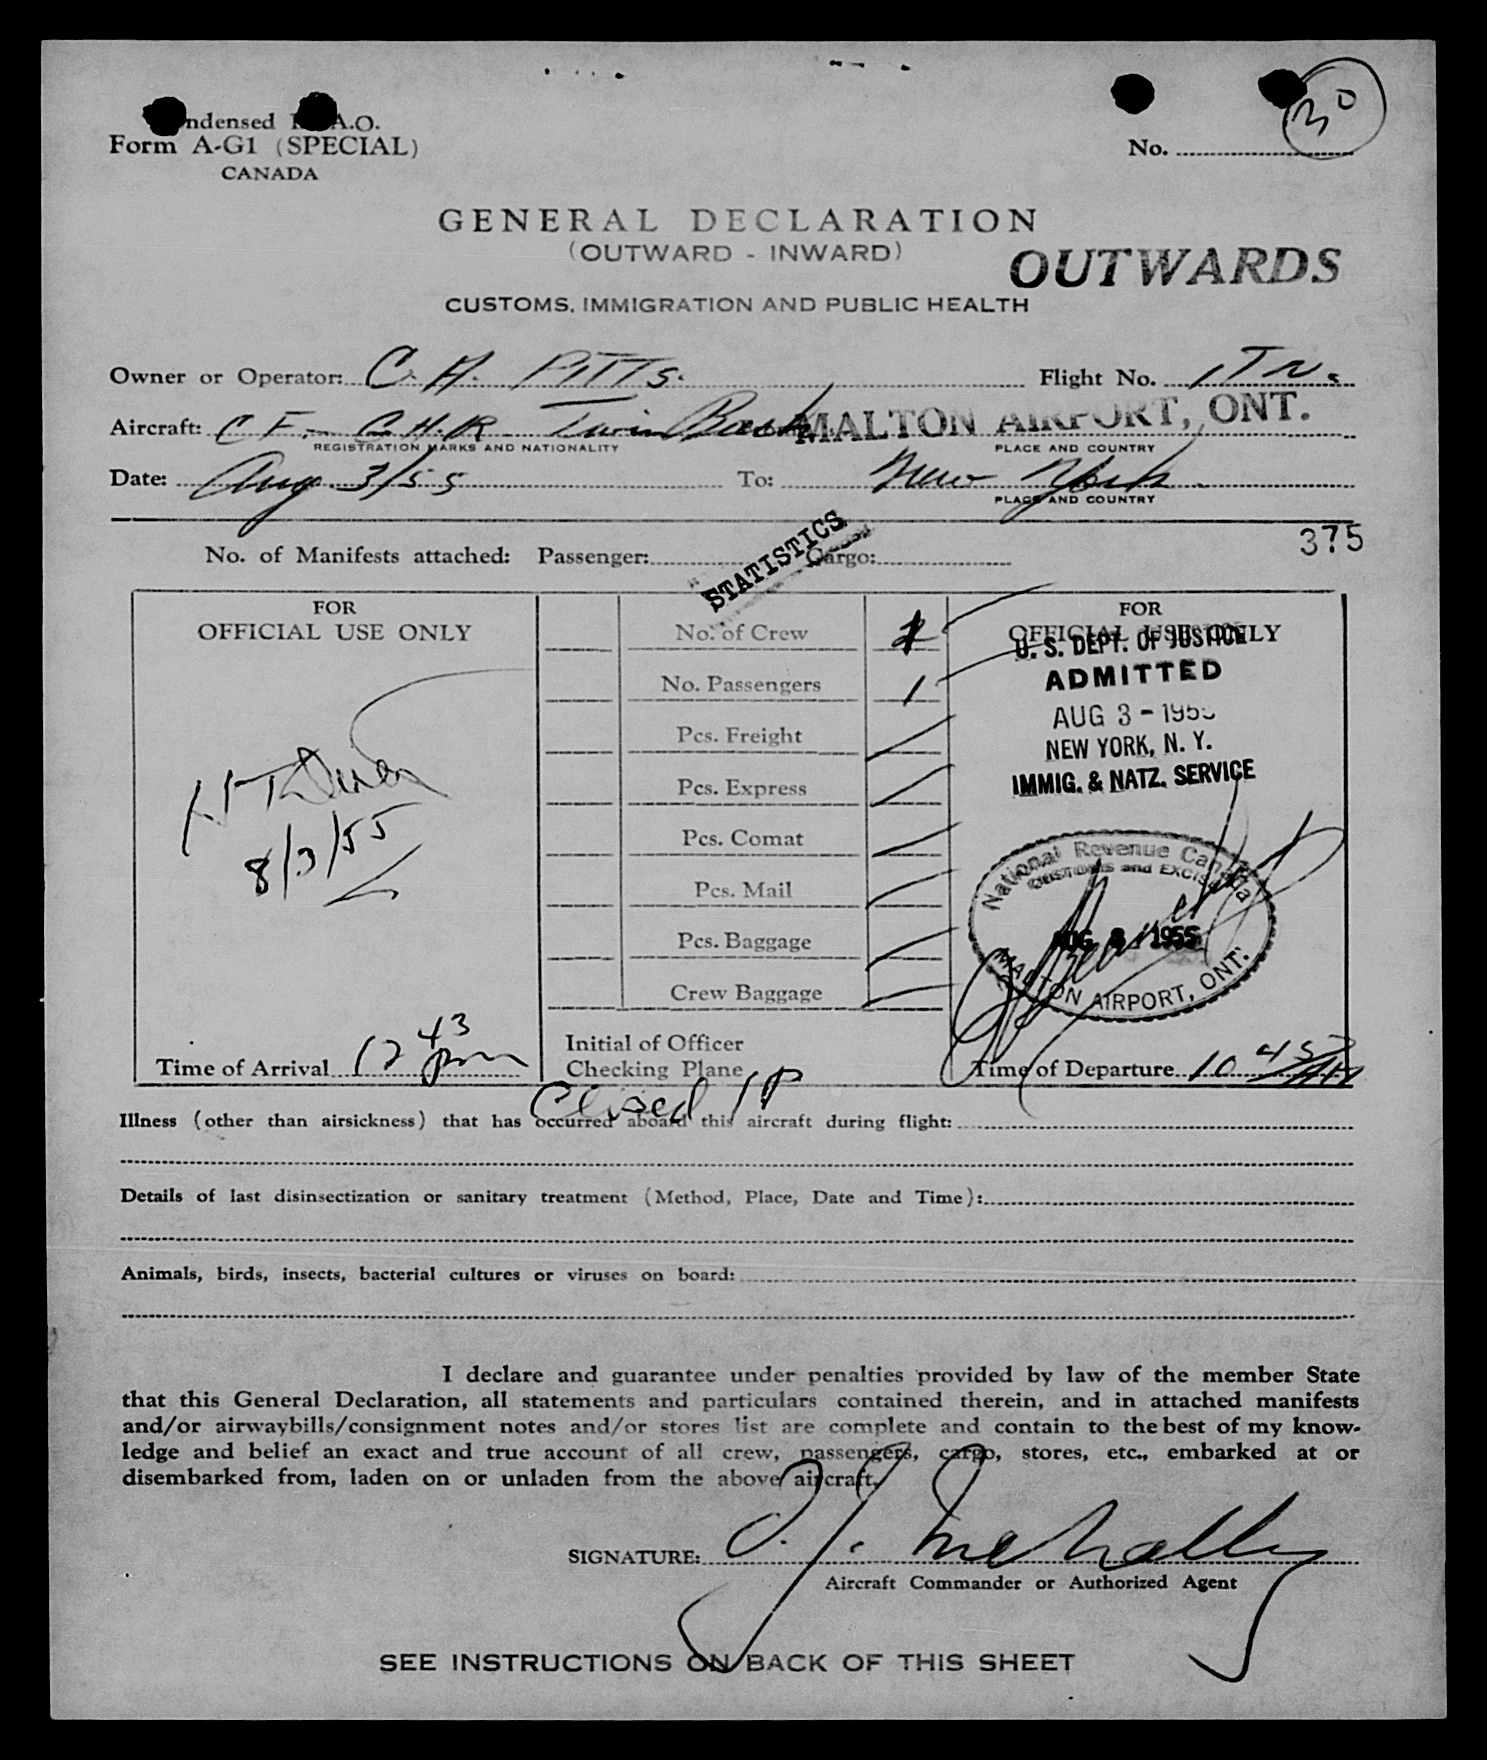 30
ndensed I A.O.
Form A-G1 (SPECIAL)
No.
CANADA
GENERAL DECLARATION
(OUTWARD - INWARD)
OUTWARDS
CUSTOMS, IMMIGRATION AND PUBLIC HEALTH
Owner or Operator: C. H. PITTS. Flight No. ITN.
Aircraft: CF-CHR Twin MALTON AIRPORT, ONT.
REGISTRATION MARKS AND NATIONALITY PLACE AND COUNTRY
Date: Aug. 3/55 To: New York.
PLACE AND COUNTRY
375
No. of Manifests attached: Passenger: Cargo:
STATISTICS
FOR
OFFICIAL USE ONLY
8/3/55
Time of Arrival 12 43 pm
No. of Crew
No. Passengers 1
Pcs. Freight
Pcs. Express
Pcs. Comat
Pcs. Mail
Pcs. Baggage
Crew Baggage
Initial of Officer
Checking Plane
FOR
OFFICIAL USE ONLY
U. S. DEPT. OF JUSTICE
ADMITTED
AUG 3 - 195
NEW YORK, N. Y.
IMMIG. & NATZ. SERVICE
National Revenue Canada
CUSTOMS and EXCISE
AUG 3 1955
MALTON AIRPORT, ONT.
Time of Departure 10 45 AM
Closed IP
Illness (other than airsickness) that has occurred aboard this aircraft during flight:
Details of last disinsectization or sanitary treatment (Method, Place, Date and Time):
Animals, birds, insects, bacterial cultures or viruses on board:
I declare and guarantee under penalties provided by law of the member State
that this General Declaration, all statements and particulars contained therein, and in attached manifests
and/or airwaybills/consignment notes and/or stores list are complete and contain to the best of my know-
ledge and belief an exact and true account of all crew, passengers, cargo, stores, etc., embarked at or
disembarked from, laden on or unladen from the above aircraft.
SIGNATURE:
Aircraft Commander or Authorized Agent
SEE INSTRUCTIONS ON BACK OF THIS SHEET